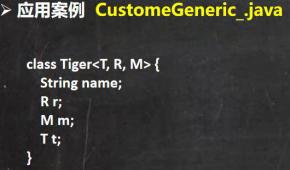 ➢ 应用案例 CustomeGeneric_.java
class Tiger<T, R, M> {
String name;
R r;
M m;
T t;
}